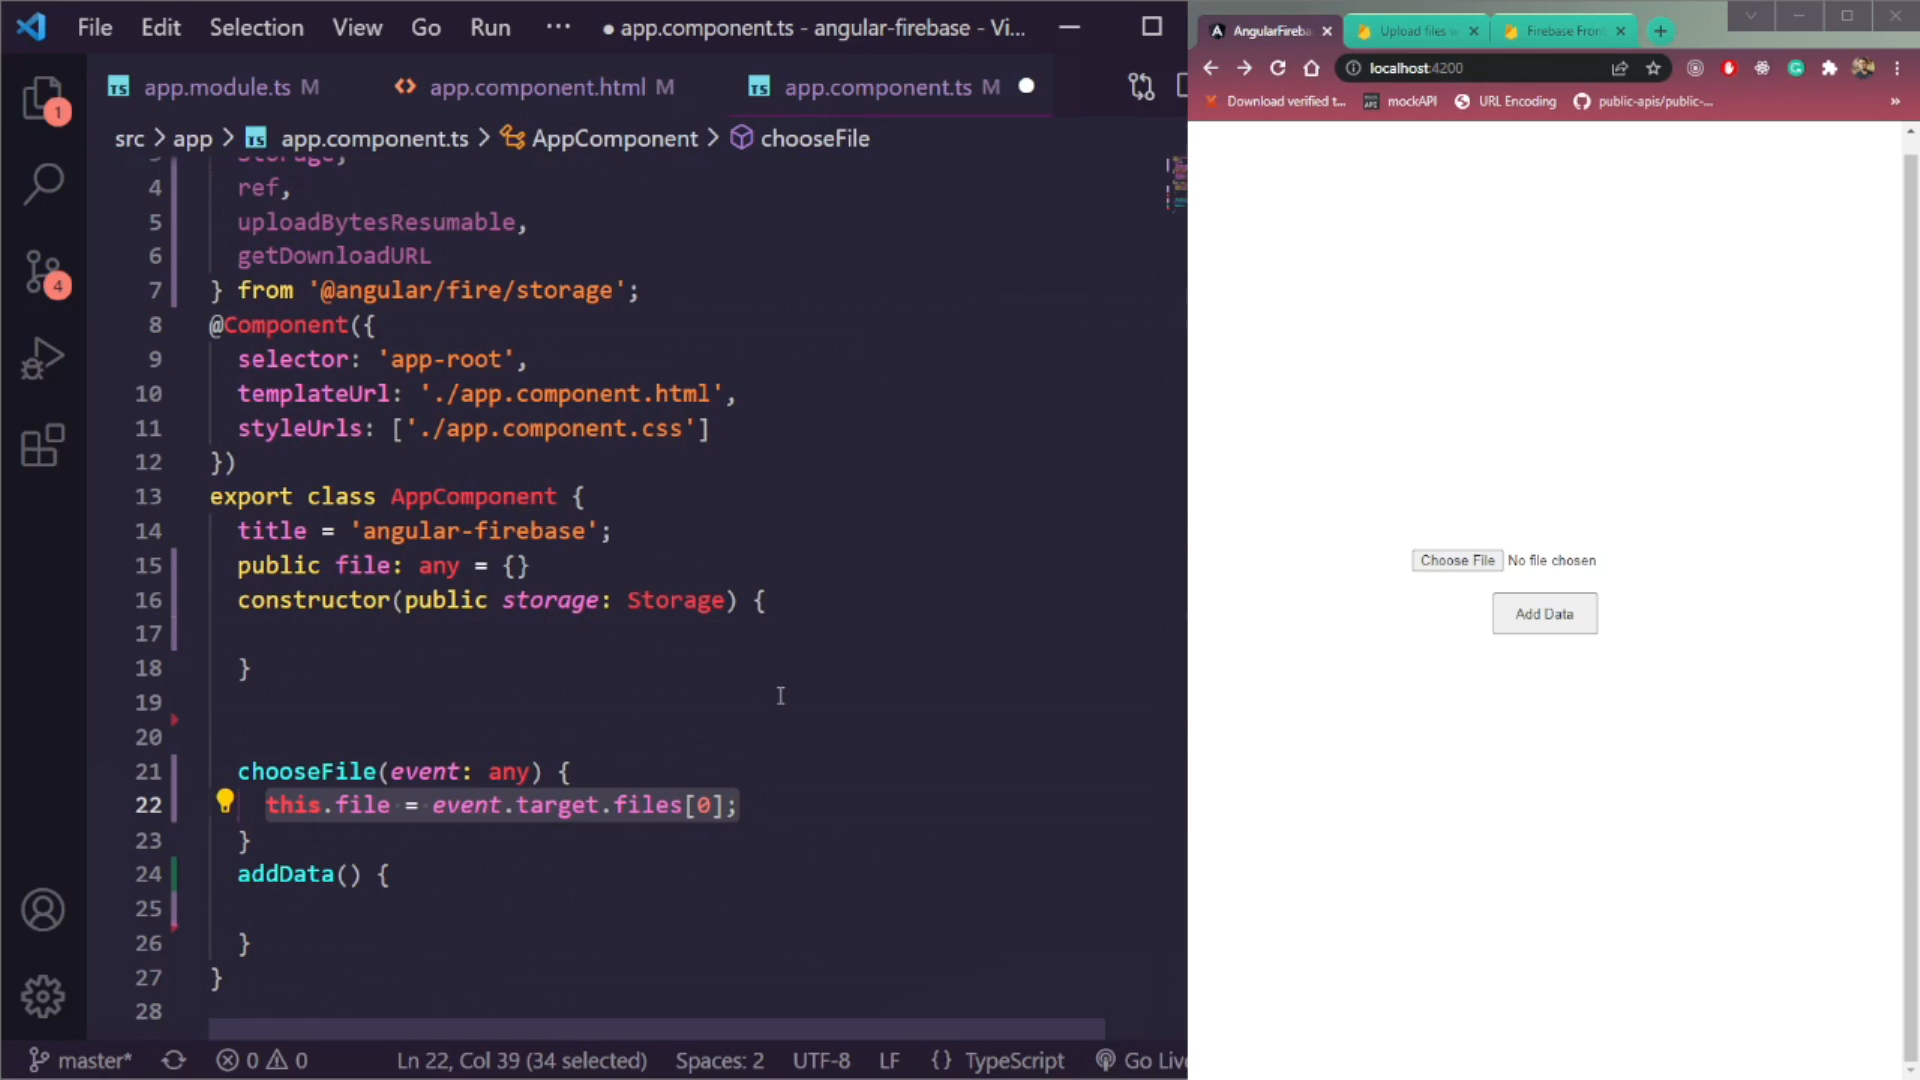 File Edit Selection View Go Run ··· ● app.component.ts - angular-firebase - Vi...
app.module.ts M
app.component.html M
app.component.ts M
src > app > app.component.ts > AppComponent > chooseFile
1
4
Storage,
4 ref,
5 uploadBytesResumable,
6 getDownloadURL
7 } from '@angular/fire/storage';
8 @Component({
9 selector: 'app-root',
10 templateUrl: './app.component.html',
11 styleUrls: ['./app.component.css']
12 })
13 export class AppComponent {
14 title = 'angular-firebase';
15 public file: any = {}
16 constructor(public storage: Storage) {
17
18 }
19
20
21 chooseFile(event: any) {
22 this.file = event.target.files[0];
23 }
24 addData() {
25
26 }
27 }
28
master* 0 0 Ln 22, Col 39 (34 selected) Spaces: 2 UTF-8 LF {} TypeScript Go Live
AngularFireba
Upload files w
Firebase Front
localhost:4200
Download verified t... mockAPI URL Encoding public-apis/public-... »
Choose File No file chosen
Add Data